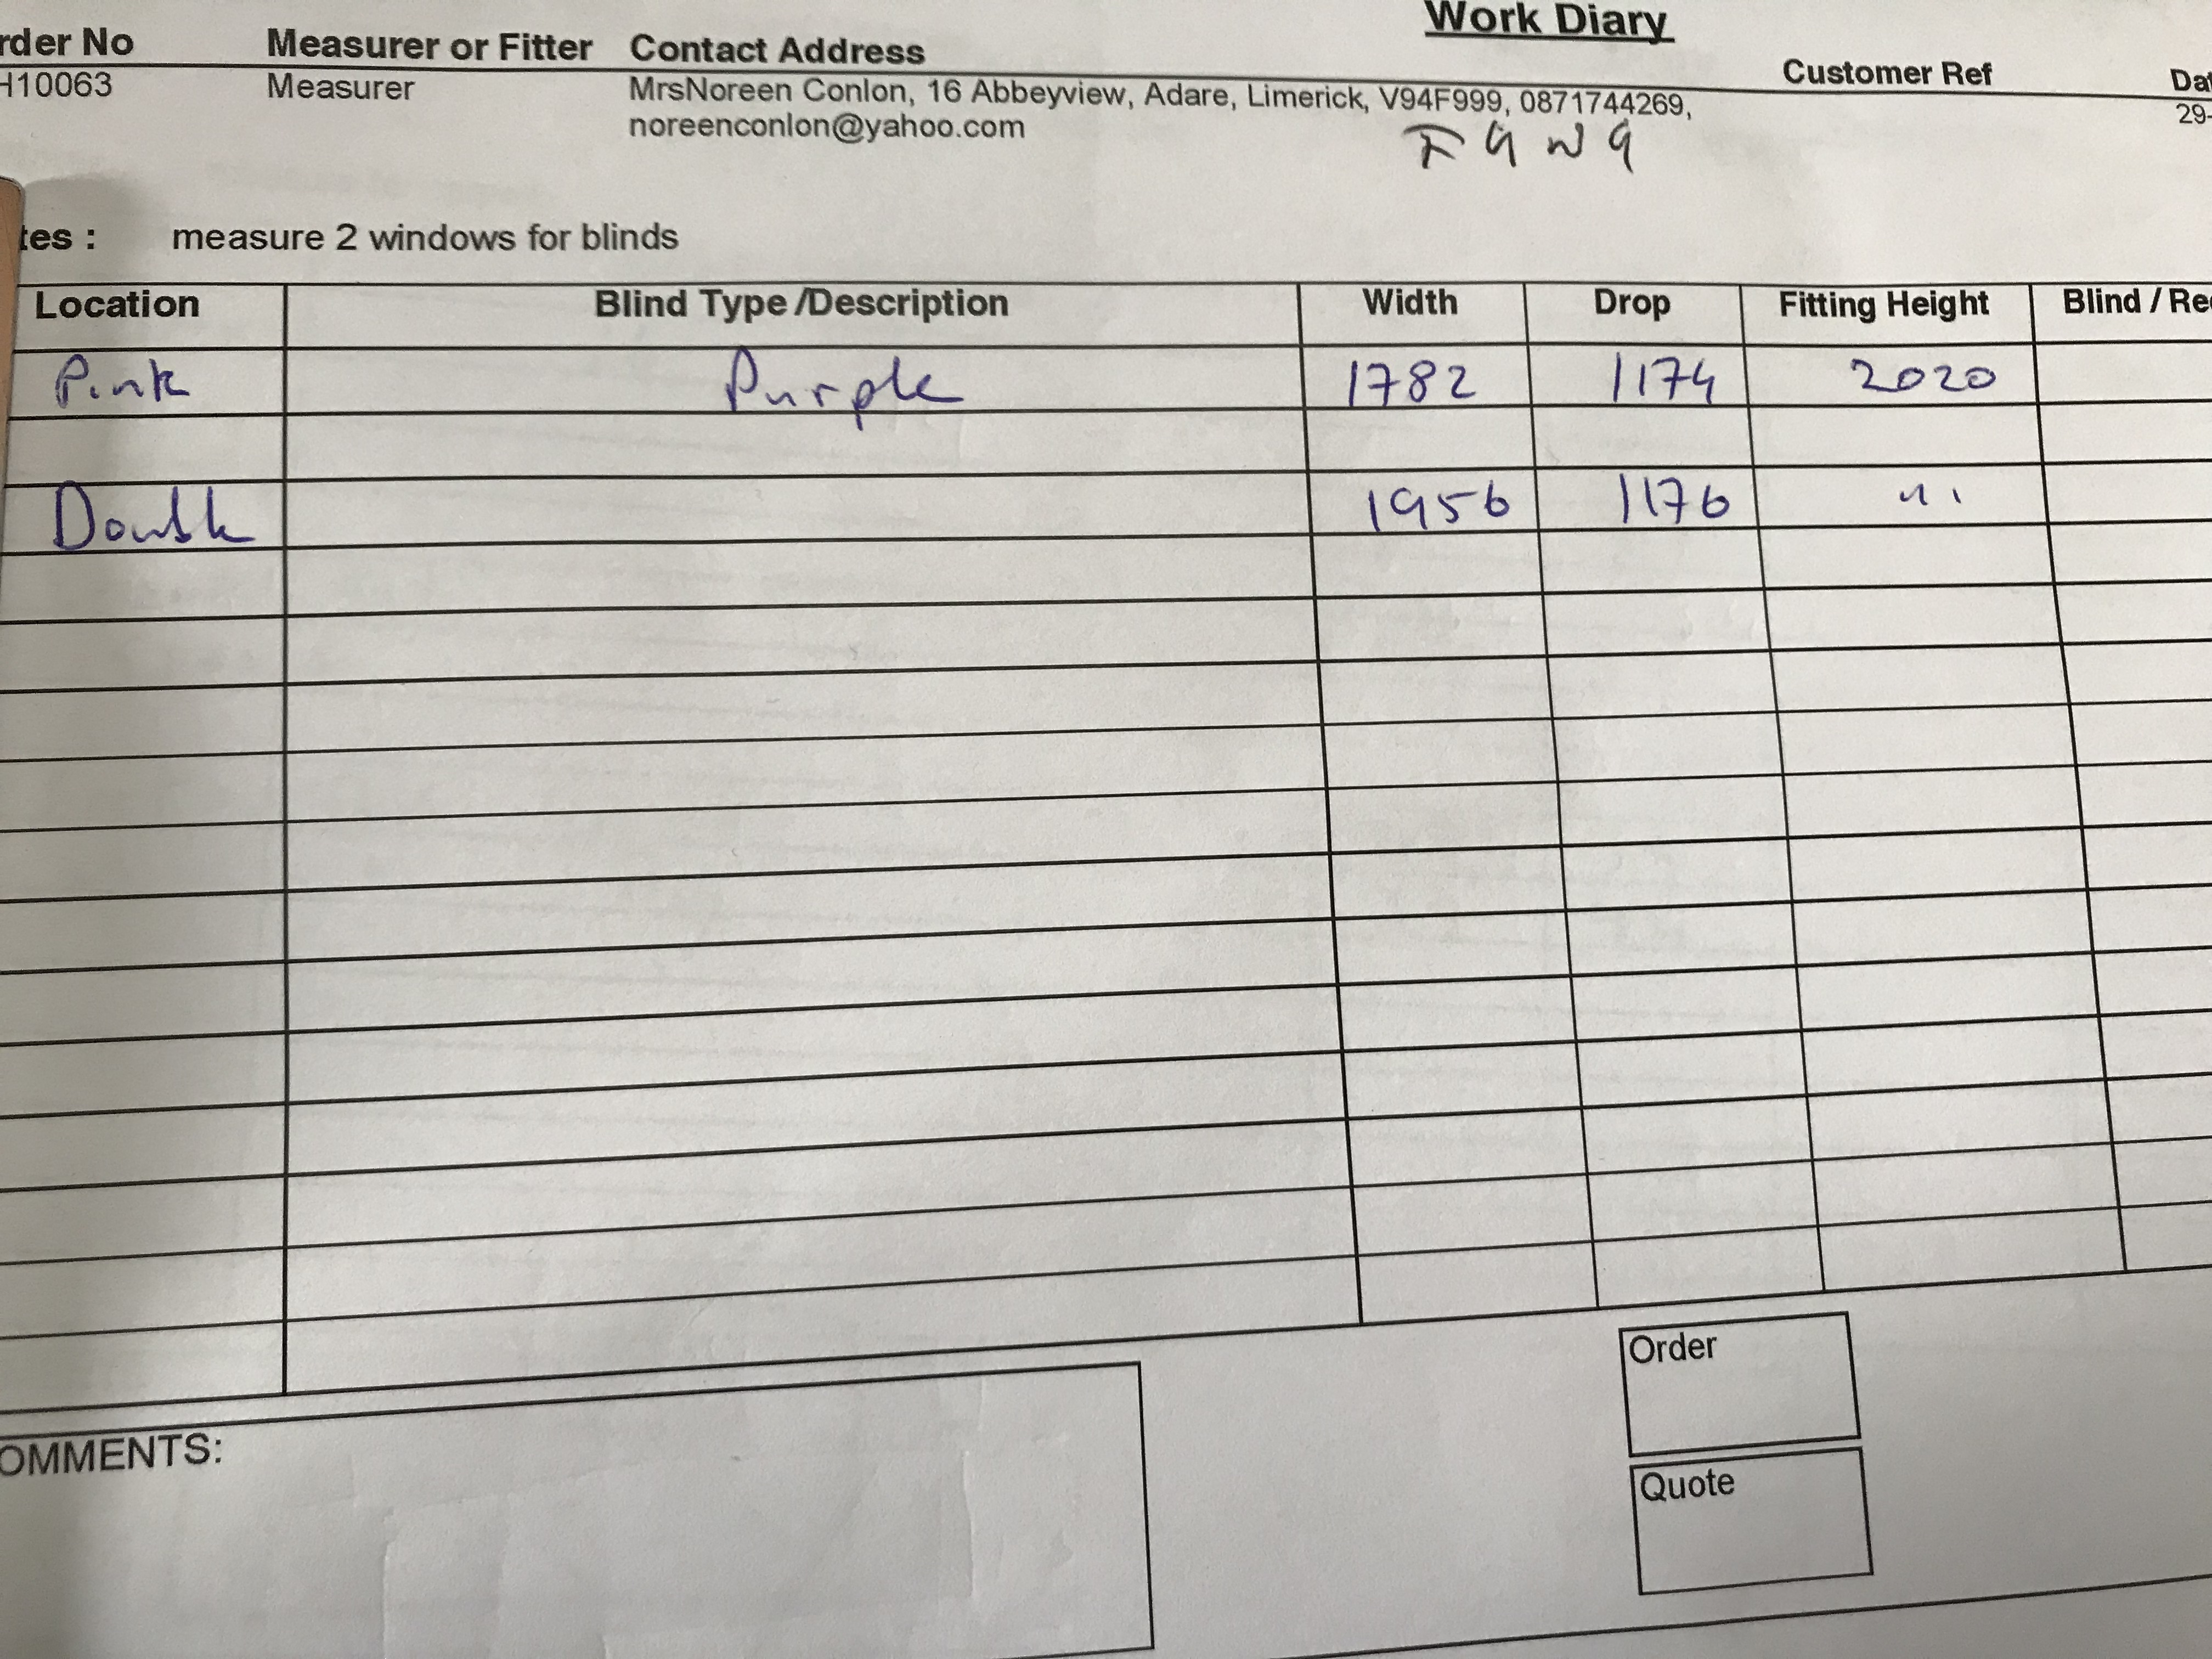 Work Diary
rder No Measurer or Fitter Contact Address Customer Ref Dat
H10063 Measurer MrsNoreen Conlon, 16 Abbeyview, Adare, Limerick, V94F999, 0871744269, 29-
noreenconlon@yahoo.com
F9W9
tes : measure 2 windows for blinds
Location Blind Type /Description Width Drop Fitting Height Blind / Re
Pink Purple 1782 1174 2020
Double 1956 1176 " "
OMMENTS:
Order
Quote